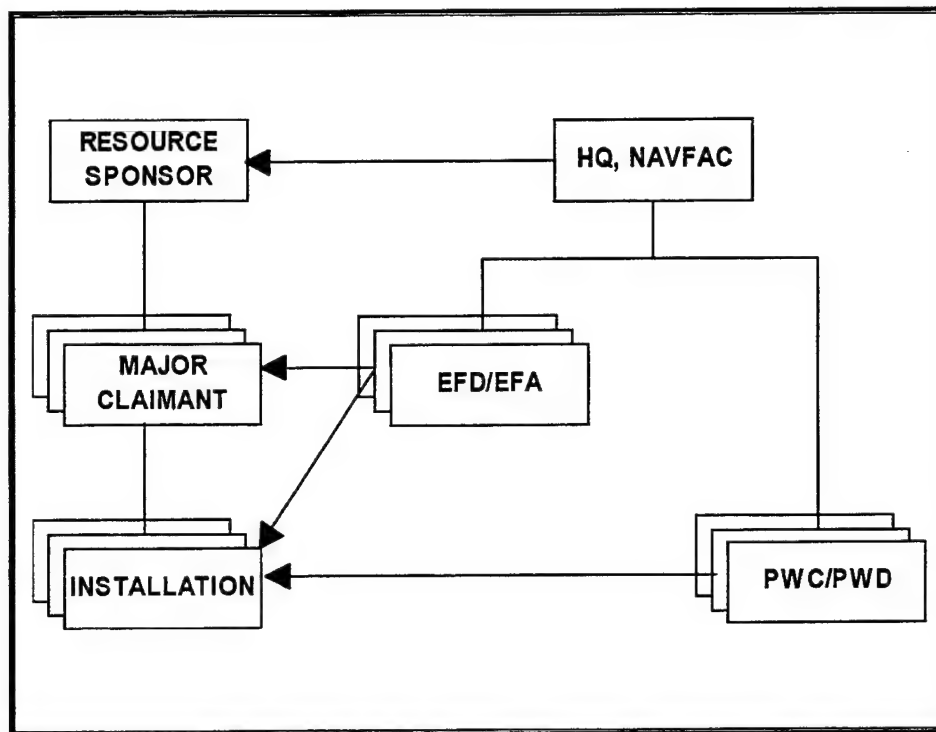 RESOURCE
SPONSOR
HQ, NAVFAC
MAJOR
CLAIMANT
EFD/EFA
INSTALLATION
PWC/PWD